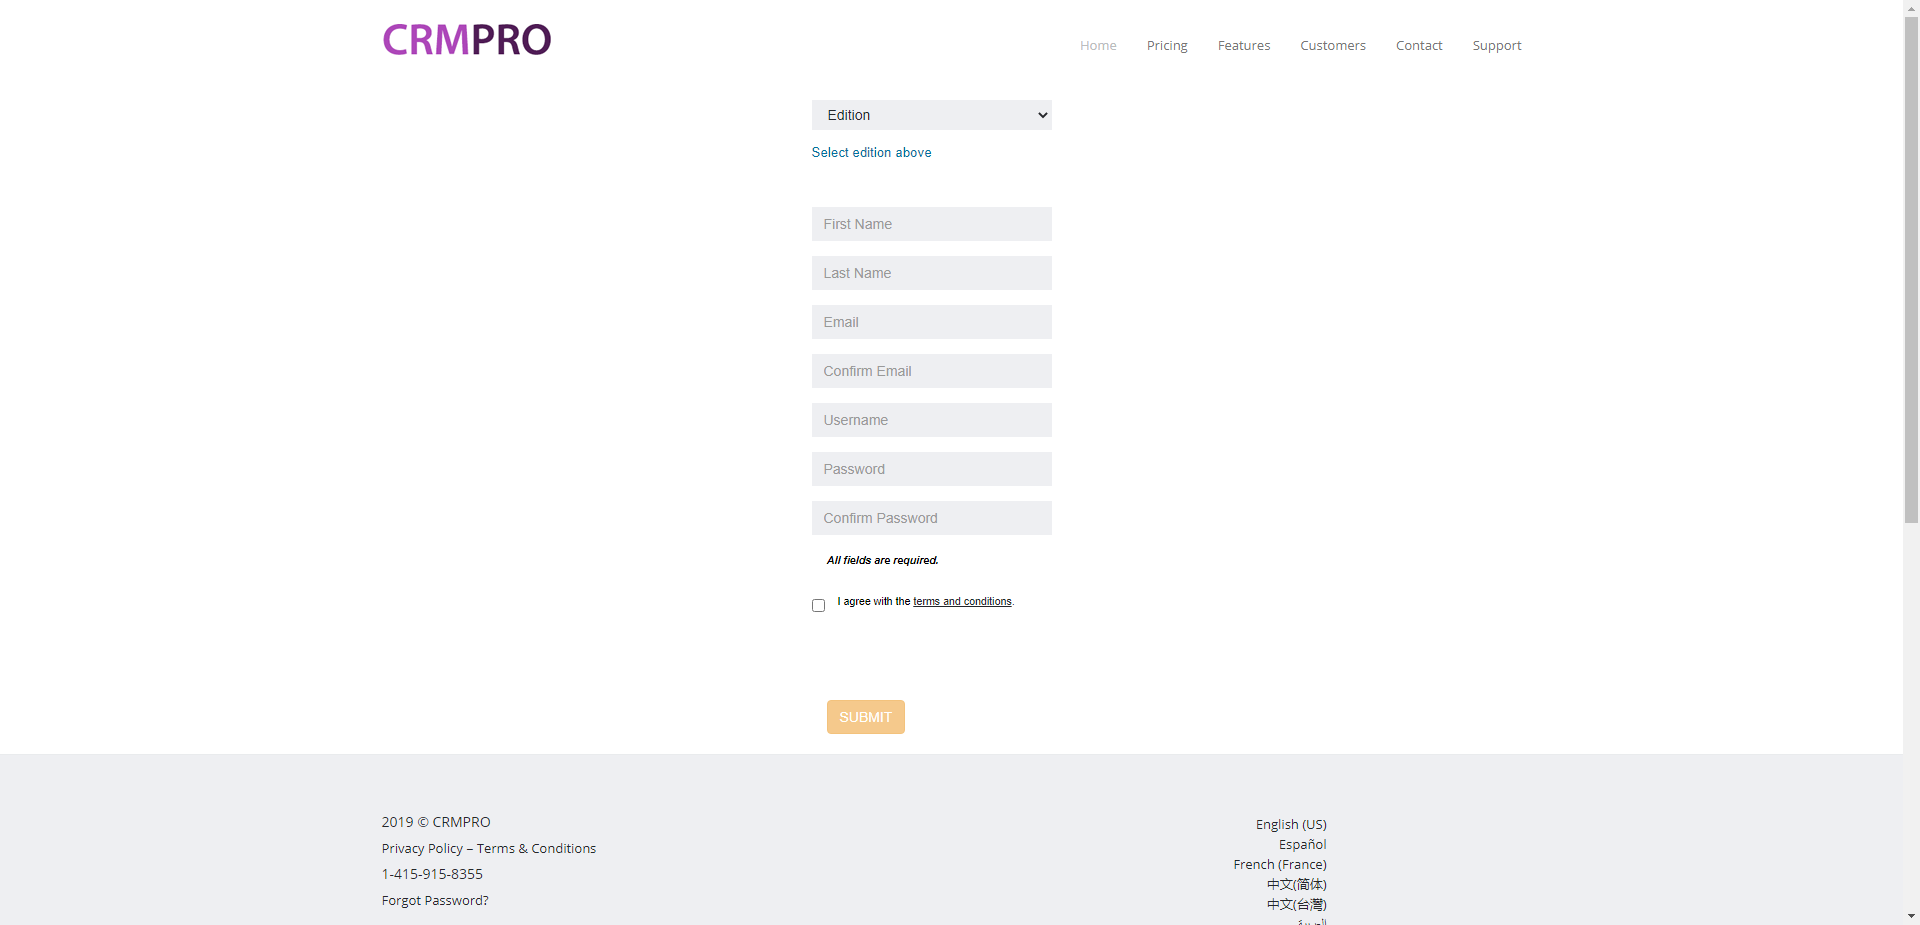 CRMPRO
Home Pricing Features Customers Contact Support
Edition
Select edition above
First Name
Last Name
Email
Confirm Email
Username
Password
Confirm Password
All fields are required.
I agree with the terms and conditions.
SUBMIT
2019 © CRMPRO
Privacy Policy – Terms & Conditions
1-415-915-8355
Forgot Password?
English (US)
Español
French (France)
中文(简体)
中文(台灣)